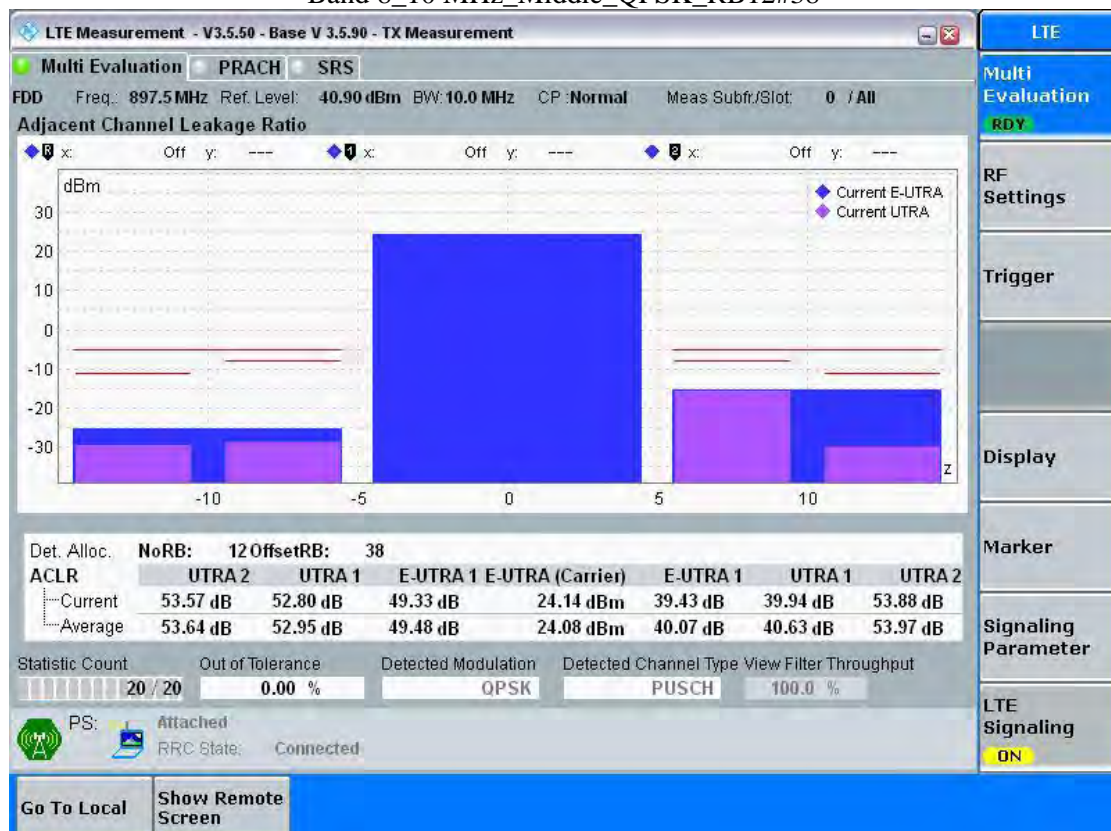 LTE Measurement - V3.5.50 - Base V 3.5.90 - TX Measurement
LTE
Multi Evaluation PRACH SRS
Multi
Evaluation
RDY
FDD Freq.: 897.5 MHz Ref. Level: 40.90 dBm BW: 10.0 MHz CP :Normal Meas Subfr./Slot: 0 / All
Adjacent Channel Leakage Ratio
R x: Off y: --- 1 x: Off y: --- 2 x: Off y: ---
dBm
Current E-UTRA
Current UTRA
30
20
10
0
-10
-20
-30
z
-10 -5 0 5 10
RF
Settings
Trigger
Display
Marker
Signaling
Parameter
LTE
Signaling
ON
Det. Alloc. NoRB: 12 OffsetRB: 38
ACLR UTRA 2 UTRA 1 E-UTRA 1 E-UTRA (Carrier) E-UTRA 1 UTRA 1 UTRA 2
Current 53.57 dB 52.80 dB 49.33 dB 24.14 dBm 39.43 dB 39.94 dB 53.88 dB
Average 53.64 dB 52.95 dB 49.48 dB 24.08 dBm 40.07 dB 40.63 dB 53.97 dB
Statistic Count Out of Tolerance Detected Modulation Detected Channel Type View Filter Throughput
20 / 20 0.00 % QPSK PUSCH 100.0 %
PS: Attached
RRC State: Connected
Go To Local
Show Remote
Screen